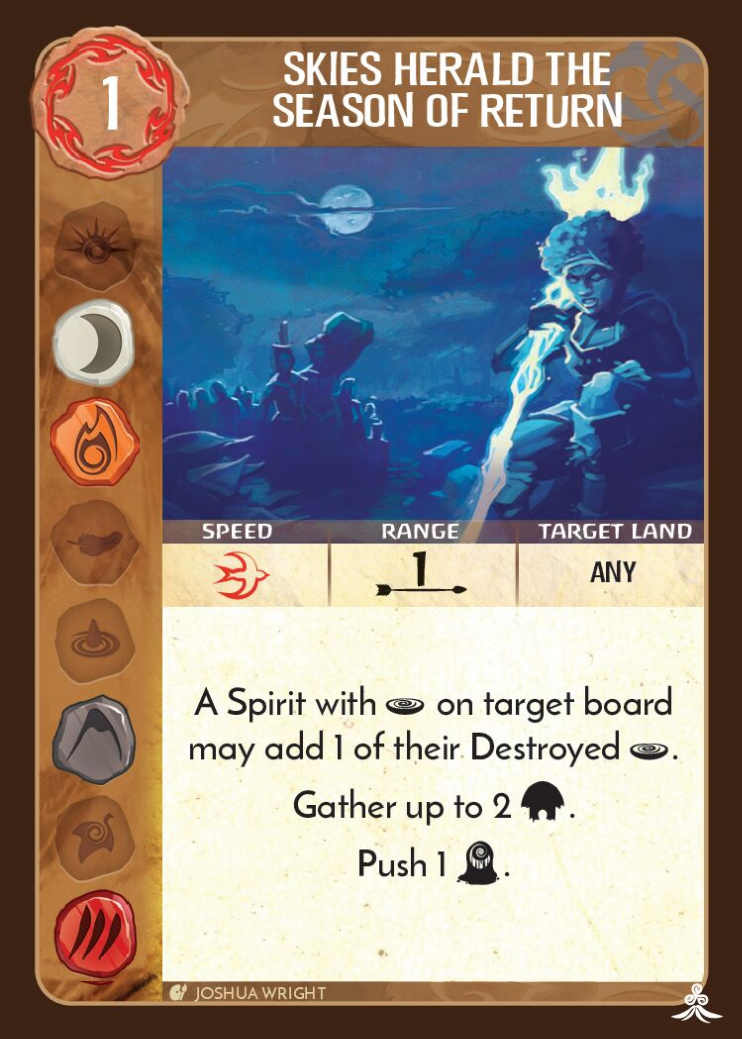 1
SKIES HERALD THE
SEASON OF RETURN
SPEED RANGE TARGET LAND
1 ANY
A Spirit with on target board
may add 1 of their Destroyed .
Gather up to 2 .
Push 1 .
JOSHUA WRIGHT